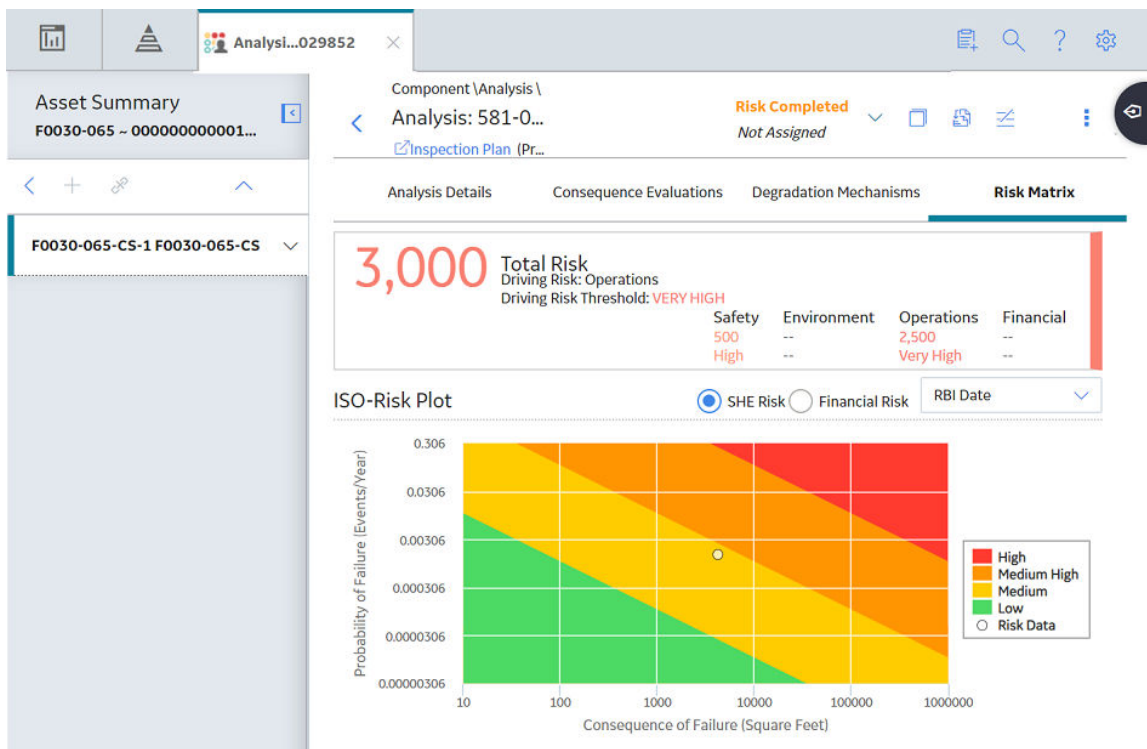 Analysi...029852
Asset Summary
F0030-065 ~ 000000000001...
F0030-065-CS-1 F0030-065-CS
Component \Analysis \
Analysis: 581-0...
Inspection Plan (Pr...
Risk Completed
Not Assigned
Analysis Details Consequence Evaluations Degradation Mechanisms Risk Matrix
3,000
Total Risk
Driving Risk: Operations
Driving Risk Threshold: VERY HIGH
Safety Environment Operations Financial
500 -- 2,500 --
High -- Very High --
ISO-Risk Plot
SHE Risk Financial Risk RBI Date
Probability of Failure (Events/Year)
0.306
0.0306
0.00306
0.000306
0.0000306
0.00000306
10 100 1000 10000 100000 1000000
Consequence of Failure (Square Feet)
High
Medium High
Medium
Low
Risk Data